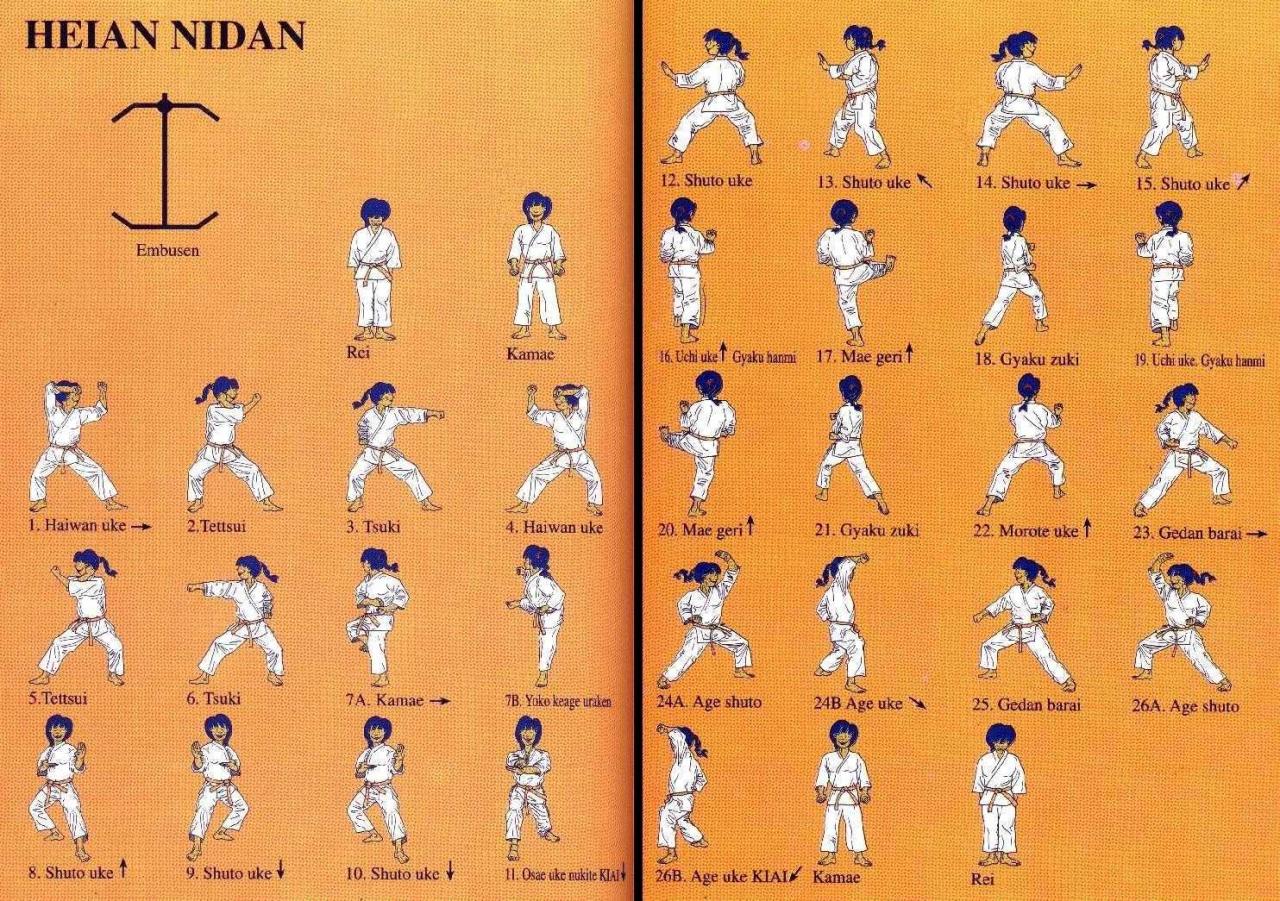 HEIAN NIDAN
Embusen
Rei
Kamae
1. Haiwan uke →
2.Tettsui
3. Tsuki
4. Haiwan uke
5.Tettsui
6. Tsuki
7A. Kamae →
7B. Yoko keage uraken
8. Shuto uke ↑
9. Shuto uke ↓
10. Shuto uke ↓
11. Osae uke nukite KIAI ↓
12. Shuto uke
13. Shuto uke ↖
14. Shuto uke →
15. Shuto uke ↗
16. Uchi uke ↑ Gyaku hanmi
17. Mae geri ↑
18. Gyaku zuki
19. Uchi uke. Gyaku hanmi
20. Mae geri ↑
21. Gyaku zuki
22. Morote uke ↑
23. Gedan barai →
24A. Age shuto
24B Age uke ↘
25. Gedan barai
26A. Age shuto
26B. Age uke KIAI ↙
Kamae
Rei